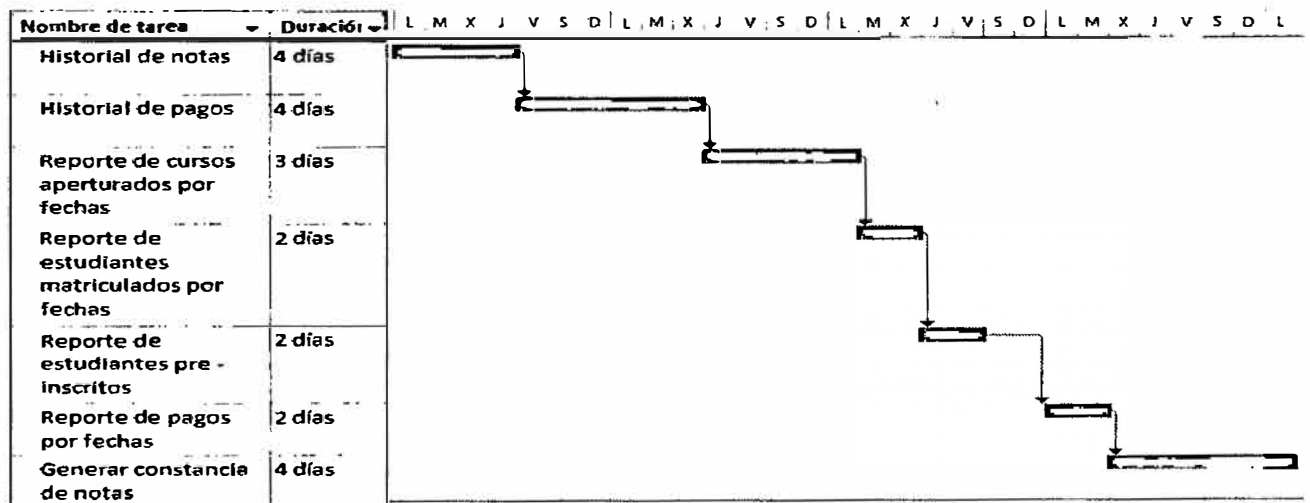 Nombre de tarea Duración L M X J V S D L M X J V S D L M X J V S D L M X J V S D L
Historial de notas 4 días
Historial de pagos 4 días
Reporte de cursos 3 días
aperturados por
fechas
Reporte de 2 días
estudiantes
matriculados por
fechas
Reporte de 2 días
estudiantes pre -
inscritos
Reporte de pagos 2 días
por fechas
Generar constancia 4 días
de notas